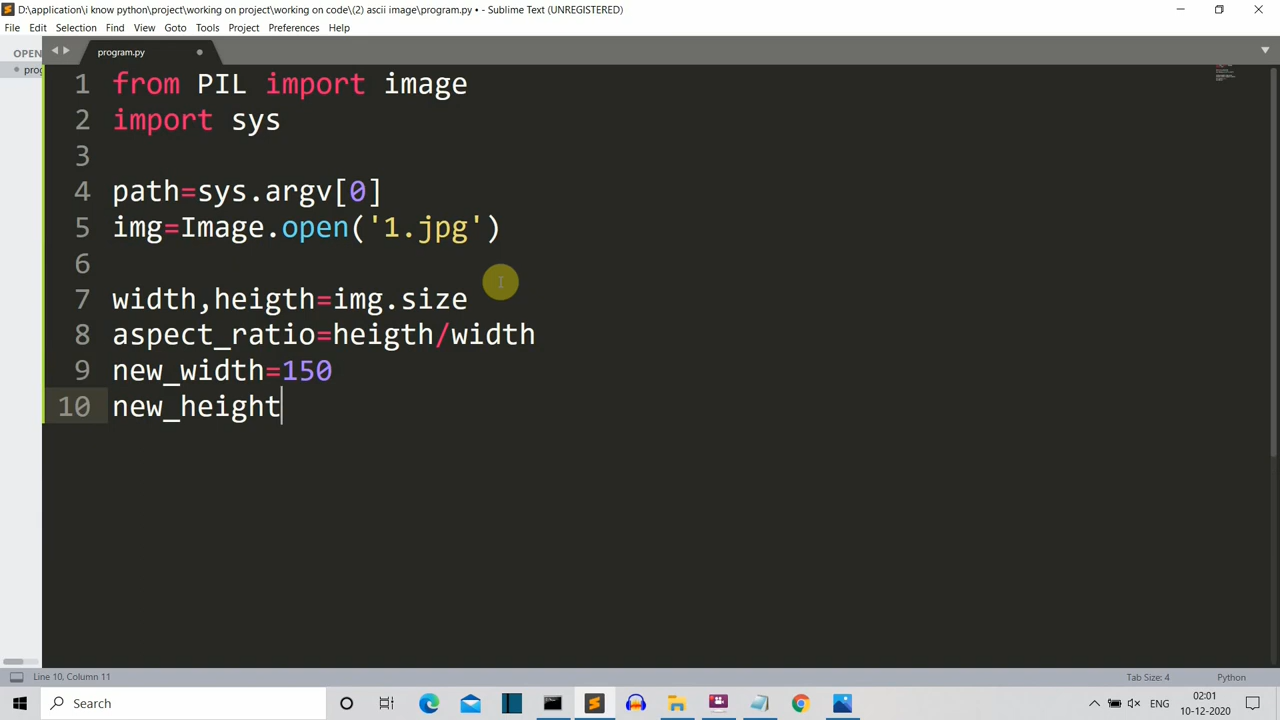 D:\application\i know python\project\working on project\working on code\(2) ascii image\program.py • - Sublime Text (UNREGISTERED)
File Edit Selection Find View Goto Tools Project Preferences Help
OPEN
program.py
prog
1 from PIL import image
2 import sys
3
4 path=sys.argv[0]
5 img=Image.open('1.jpg')
6
7 width,heigth=img.size
8 aspect_ratio=heigth/width
9 new_width=150
10 new_height
Line 10, Column 11
Tab Size: 4
Python
Search
ENG
02:01
10-12-2020